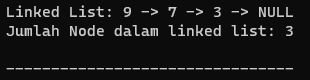 Linked List: 9 -> 7 -> 3 -> NULL
Jumlah Node dalam linked list: 3
--------------------------------